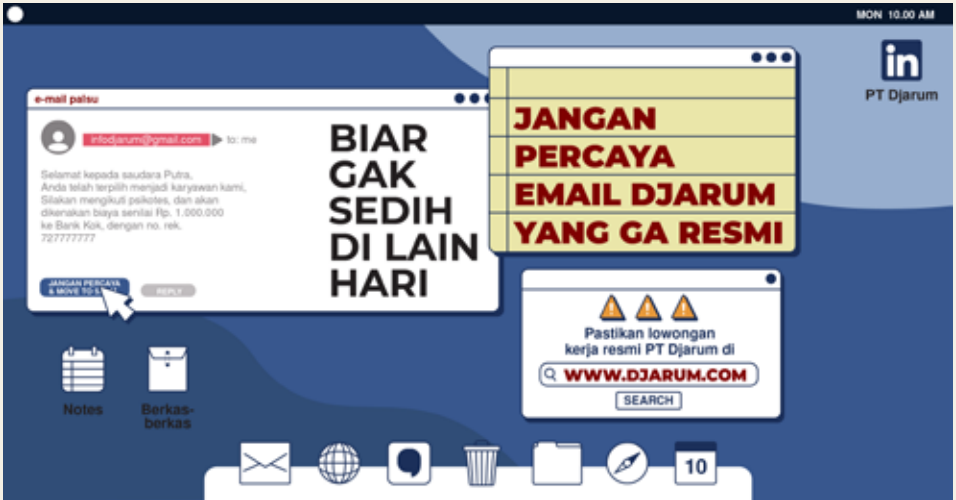 MON 10.00 AM
in
PT Djarum
e-mail palsu
infodjarum@gmail.com
to: me
Selamat kepada saudara Putra,
Anda telah terpilih menjadi karyawan kami,
Silakan mengikuti psikotes, dan akan
dikenakan biaya senilai Rp. 1.000.000
ke Bank Kok, dengan no. rek.
727777777
JANGAN PERCAYA
& MOVE TO
REPLY
BIAR
GAK
SEDIH
DI LAIN
HARI
JANGAN
PERCAYA
EMAIL DJARUM
YANG GA RESMI
Pastikan lowongan
kerja resmi PT Djarum di
WWW.DJARUM.COM
SEARCH
Notes
Berkas-
berkas
10